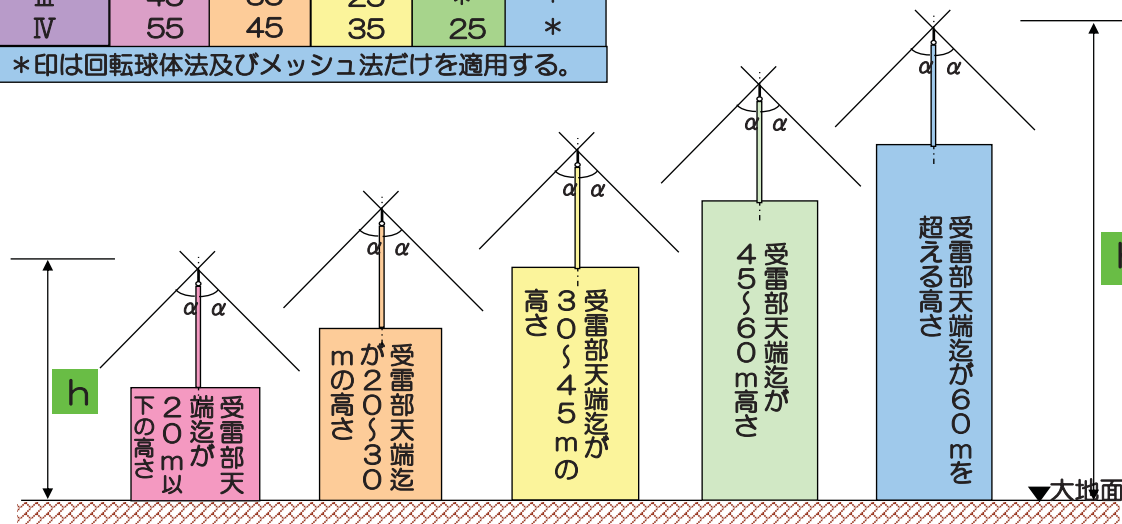 Ⅳ 55 45 35 25 *
*印は回転球体法及びメッシュ法だけを適用する。
α α
α α
α α
α α
α α
h
受雷部天
端迄が
20m以
下の高さ
受雷部天端迄
が20~30
mの高さ
受雷部天端迄が
30~45mの
高さ
受雷部天端迄が
45~60m高さ
受雷部天端迄が60mを
超える高さ
▼大地面